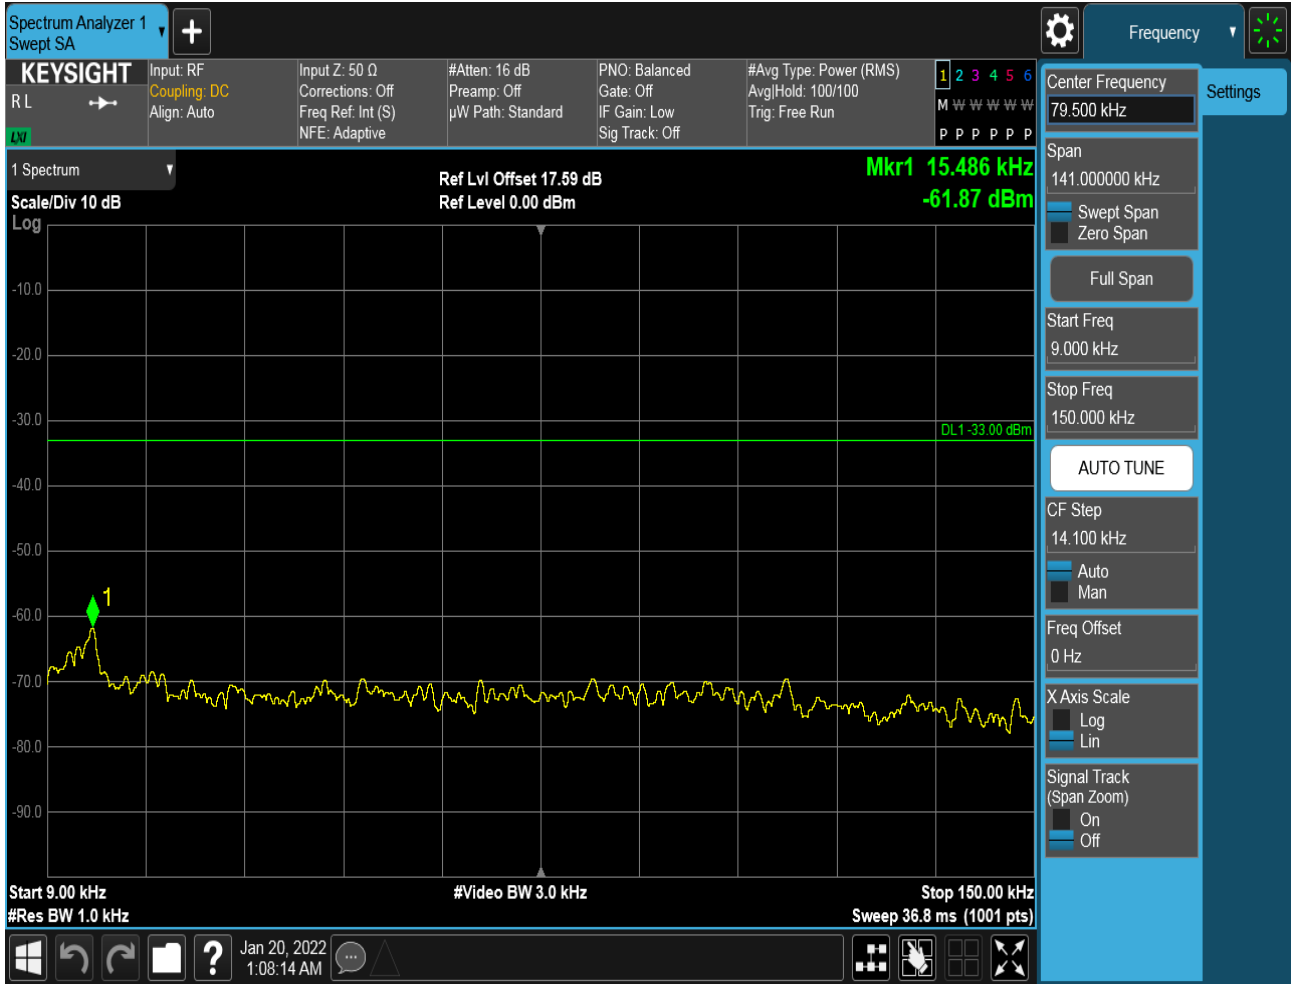 Spectrum Analyzer 1
Swept SA
Frequency
KEYSIGHT
R L
LXI
Input: RF
Coupling: DC
Align: Auto
Input Z: 50 Ω
Corrections: Off
Freq Ref: Int (S)
NFE: Adaptive
#Atten: 16 dB
Preamp: Off
µW Path: Standard
PNO: Balanced
Gate: Off
IF Gain: Low
Sig Track: Off
#Avg Type: Power (RMS)
Avg|Hold: 100/100
Trig: Free Run
1 2 3 4 5 6
M W W W W W
P P P P P P
1 Spectrum
Scale/Div 10 dB
Log
Ref Lvl Offset 17.59 dB
Ref Level 0.00 dBm
Mkr1 15.486 kHz
-61.87 dBm
-10.0
-20.0
-30.0
DL1 -33.00 dBm
-40.0
-50.0
1
-60.0
-70.0
-80.0
-90.0
Start 9.00 kHz
#Res BW 1.0 kHz
#Video BW 3.0 kHz
Stop 150.00 kHz
Sweep 36.8 ms (1001 pts)
Center Frequency
79.500 kHz
Settings
Span
141.000000 kHz
Swept Span
Zero Span
Full Span
Start Freq
9.000 kHz
Stop Freq
150.000 kHz
AUTO TUNE
CF Step
14.100 kHz
Auto
Man
Freq Offset
0 Hz
X Axis Scale
Log
Lin
Signal Track
(Span Zoom)
On
Off
?
Jan 20, 2022
1:08:14 AM